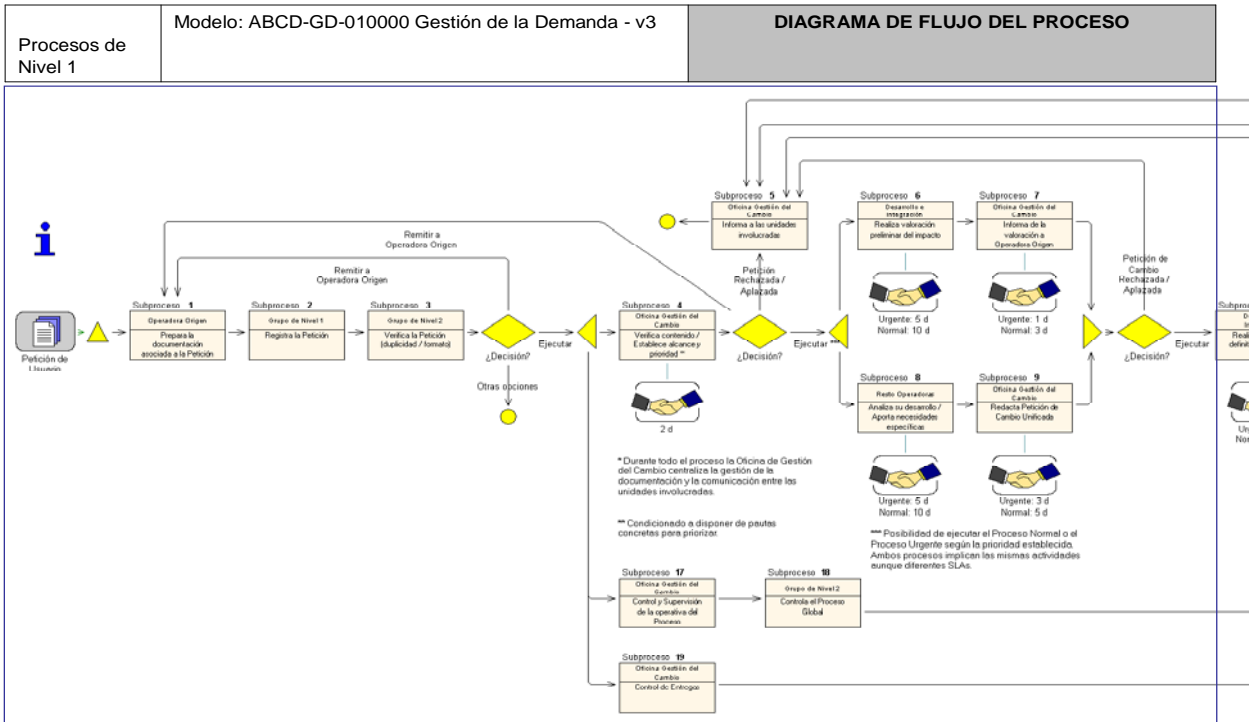 Procesos de
Nivel 1
Modelo: ABCD-GD-010000 Gestión de la Demanda - v3
DIAGRAMA DE FLUJO DEL PROCESO
i
Petición de
Usuario
Subproceso 1
Operadora Origen
Prepara la
documentación
asociada a la Petición
Subproceso 2
Grupo de Nivel 1
Registra la Petición
Subproceso 3
Grupo de Nivel 2
Verifica la Petición
(duplicidad / formato)
Remitir a
Operadora Origen
Remitir a
Operadora Origen
¿Decisión?
Ejecutar
Otras opciones
Subproceso 4
Oficina Gestión del
Cambio
Verifica contenido /
Establece alcance y
prioridad **
2 d
¿Decisión?
Ejecutar ***
Petición
Rechazada /
Aplazada
Subproceso 5
Oficina Gestión del
Cambio
Informa a las unidades
involucradas
Subproceso 6
Desarrollo e
Integración
Realiza valoración
preliminar del impacto
Urgente: 5 d
Normal: 10 d
Subproceso 7
Oficina Gestión del
Cambio
Informa de la
valoración a
Operadora Origen
Urgente: 1 d
Normal: 3 d
Subproceso 8
Resto Operadoras
Analiza su desarrollo /
Aporta necesidades
específicas
Urgente: 5 d
Normal: 10 d
Subproceso 9
Oficina Gestión del
Cambio
Redacta Petición de
Cambio Unificada
Urgente: 3 d
Normal: 5 d
Petición de
Cambio
Rechazada /
Aplazada
¿Decisión?
Ejecutar
* Durante todo el proceso la Oficina de Gestión
del Cambio centraliza la gestión de la
documentación y la comunicación entre las
unidades involucradas.
** Condicionado a disponer de pautas
concretas para priorizar.
*** Posibilidad de ejecutar el Proceso Normal o el
Proceso Urgente según la prioridad establecida.
Ambos procesos implican las mismas actividades
aunque diferentes SLAs.
Subproceso 17
Oficina Gestión del
Cambio
Control y Supervisión
de la operativa del
Proceso
Subproceso 18
Grupo de Nivel 2
Controla el Proceso
Global
Subproceso 19
Oficina Gestión del
Cambio
Control de Entregas